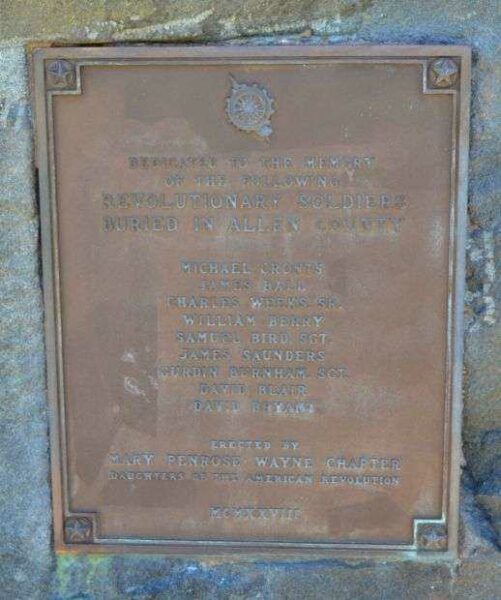 DEDICATED TO THE MEMORY
OF THE FOLLOWING
REVOLUTIONARY SOLDIERS
BURIED IN ALLEN COUNTY
MICHAEL CRONTS
JAMES BALL
CHARLES WEEKS SR.
WILLIAM BERRY
SAMUEL BIRD SGT.
JAMES SAUNDERS
GURDIN BURNHAM SGT.
DAVID BLAIR
DAVID BRYANT
ERECTED BY
MARY PENROSE WAYNE CHAPTER
DAUGHTERS OF THE AMERICAN REVOLUTION
MCMXXVIII